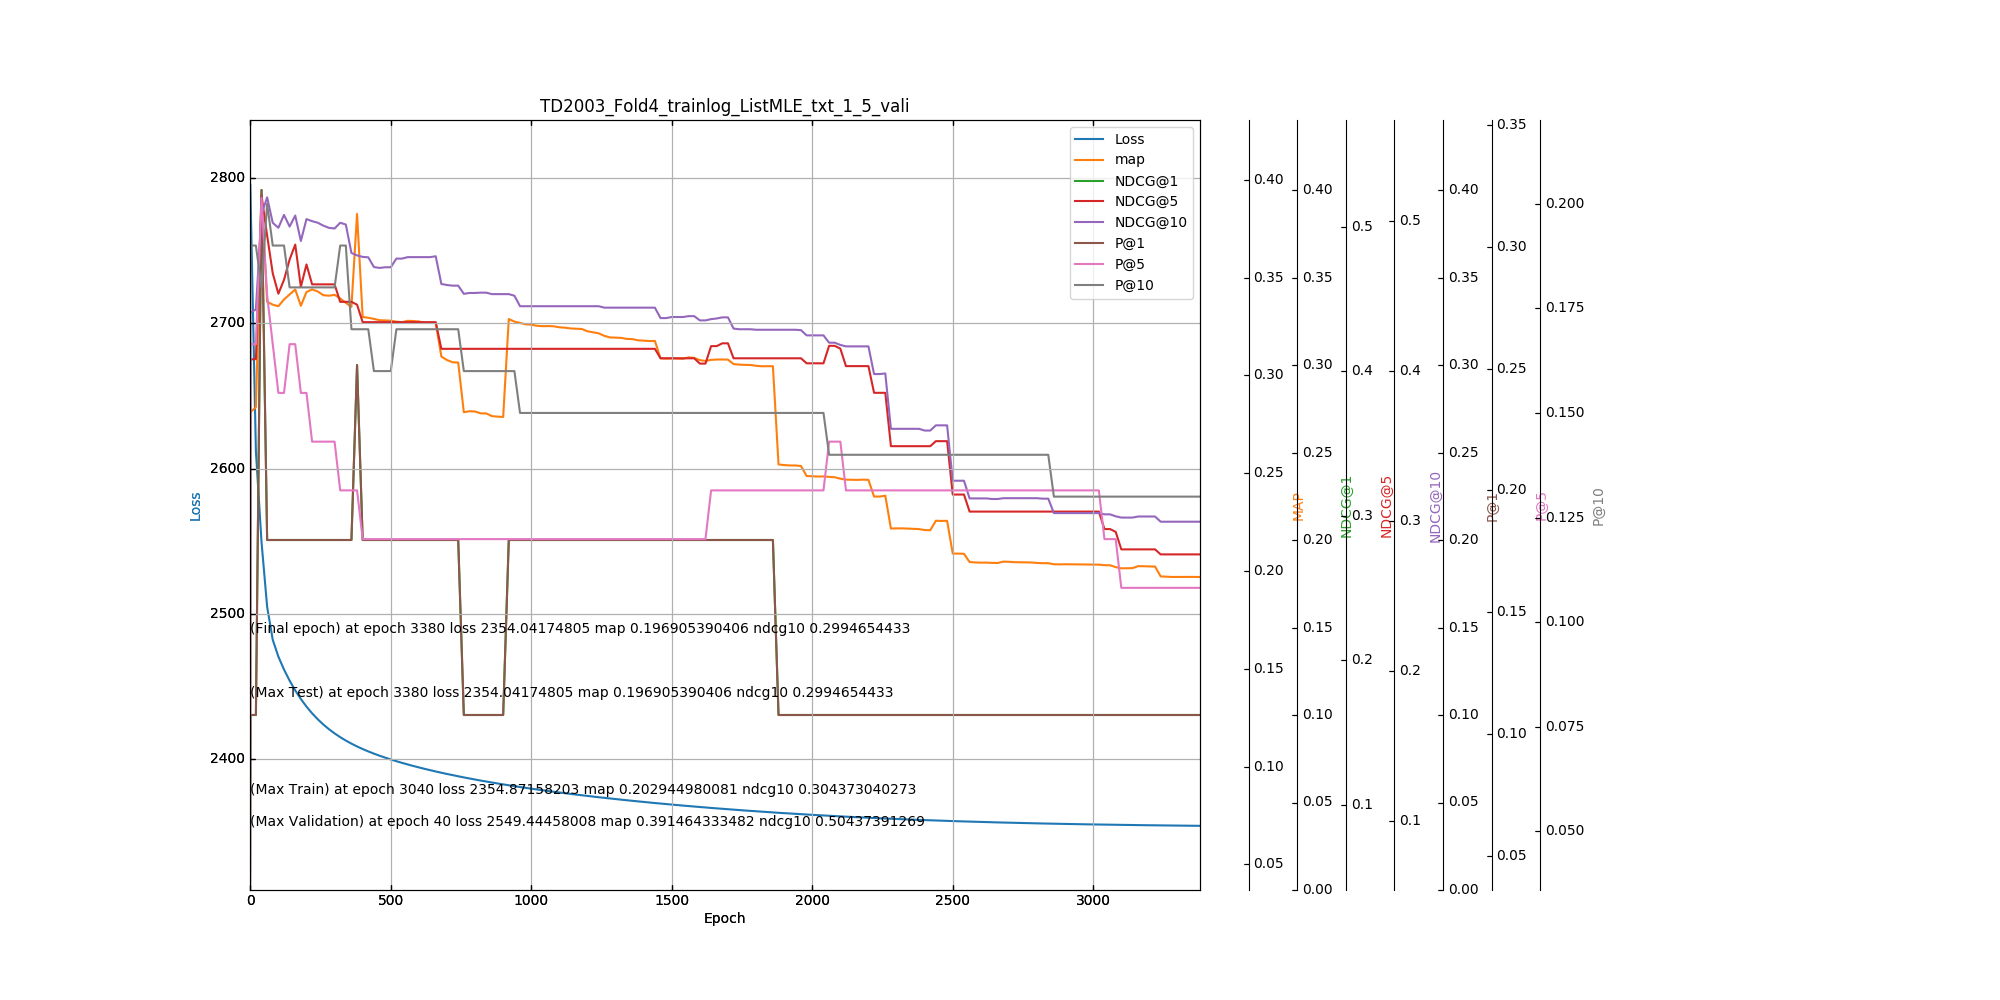 TD2003_Fold4_trainlog_ListMLE_txt_1_5_vali
Loss
map
NDCG@1
NDCG@5
NDCG@10
P@1
P@5
P@10
2800
2700
2600
2500
2400
Loss
(Final epoch) at epoch 3380 loss 2354.04174805 map 0.196905390406 ndcg10 0.2994654433
(Max Test) at epoch 3380 loss 2354.04174805 map 0.196905390406 ndcg10 0.2994654433
(Max Train) at epoch 3040 loss 2354.87158203 map 0.202944980081 ndcg10 0.304373040273
(Max Validation) at epoch 40 loss 2549.44458008 map 0.391464333482 ndcg10 0.50437391269
0 500 1000 1500 2000 2500 3000
Epoch
0.40
0.35
0.30
0.25
0.20
0.15
0.10
0.05
MAP
0.40
0.35
0.30
0.25
0.20
0.15
0.10
0.05
0.00
NDCG@1
0.5
0.4
0.3
0.2
0.1
NDCG@5
0.5
0.4
0.3
0.2
0.1
NDCG@10
0.40
0.35
0.30
0.25
0.20
0.15
0.10
0.05
0.00
P@1
0.35
0.30
0.25
0.20
0.15
0.10
0.05
P@5
0.200
0.175
0.150
0.125
0.100
0.075
0.050
P@10